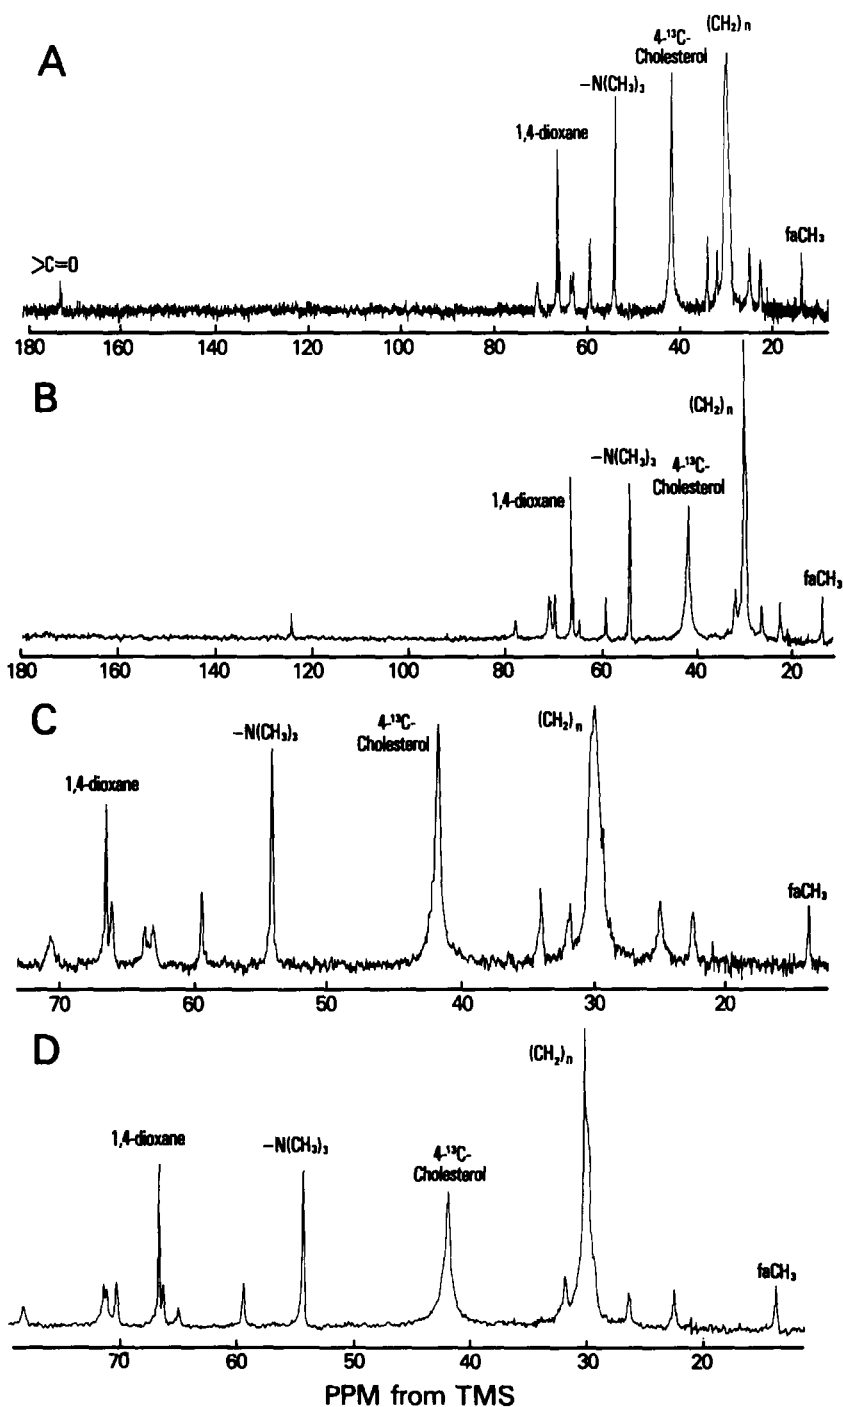 A
(CH₂)ₙ
4-¹³C-
Cholesterol
–N(CH₃)₃
1,4-dioxane
>C=O
faCH₃
180 160 140 120 100 80 60 40 20
B
(CH₂)ₙ
–N(CH₃)₃
4-¹³C-
Cholesterol
1,4-dioxane
faCH₃
180 160 140 120 100 80 60 40 20
C
–N(CH₃)₃
4-¹³C-
Cholesterol
(CH₂)ₙ
1,4-dioxane
faCH₃
70 60 50 40 30 20
D
(CH₂)ₙ
1,4-dioxane
–N(CH₃)₃
4-¹³C-
Cholesterol
faCH₃
70 60 50 40 30 20
PPM from TMS